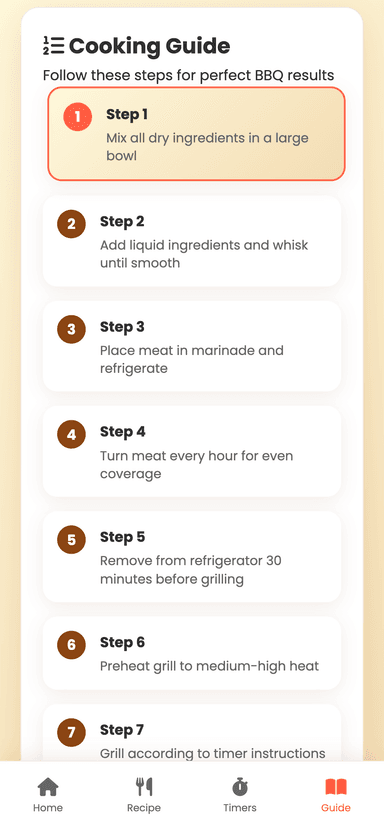 Cooking Guide
Follow these steps for perfect BBQ results
1
Step 1
Mix all dry ingredients in a large
bowl
2
Step 2
Add liquid ingredients and whisk
until smooth
3
Step 3
Place meat in marinade and
refrigerate
4
Step 4
Turn meat every hour for even
coverage
5
Step 5
Remove from refrigerator 30
minutes before grilling
6
Step 6
Preheat grill to medium-high heat
7
Step 7
Grill according to timer instructions
Home Recipe Timers Guide